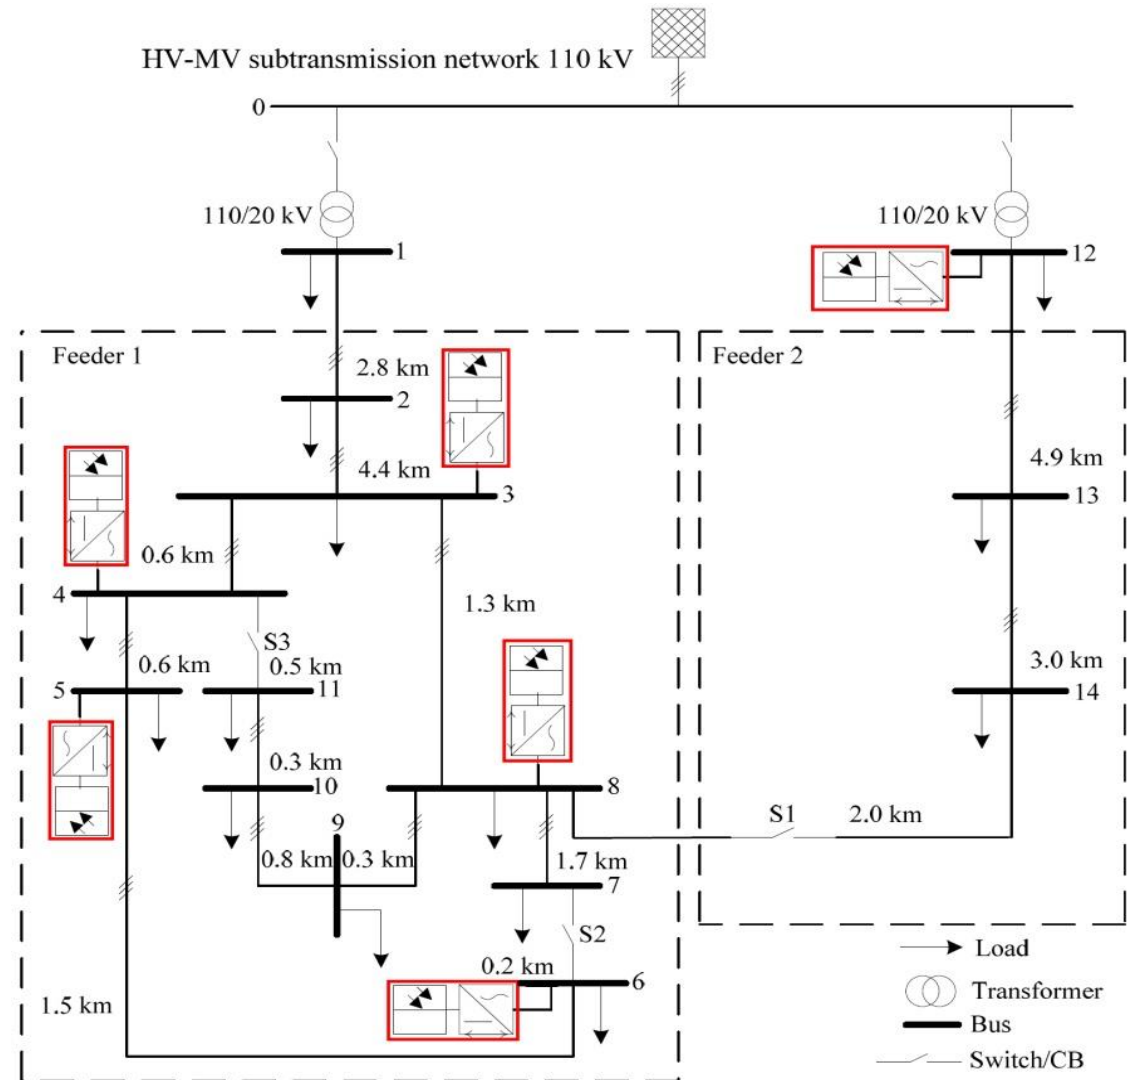 HV-MV subtransmission network 110 kV
0
110/20 kV
110/20 kV
1
12
Feeder 1
Feeder 2
2.8 km
2
4.4 km
3
4.9 km
13
0.6 km
4
1.3 km
S3
0.6 km
0.5 km
5
11
3.0 km
14
0.3 km
10
8
9
S1
2.0 km
0.8 km
0.3 km
1.7 km
7
S2
0.2 km
6
1.5 km
Load
Transformer
Bus
Switch/CB